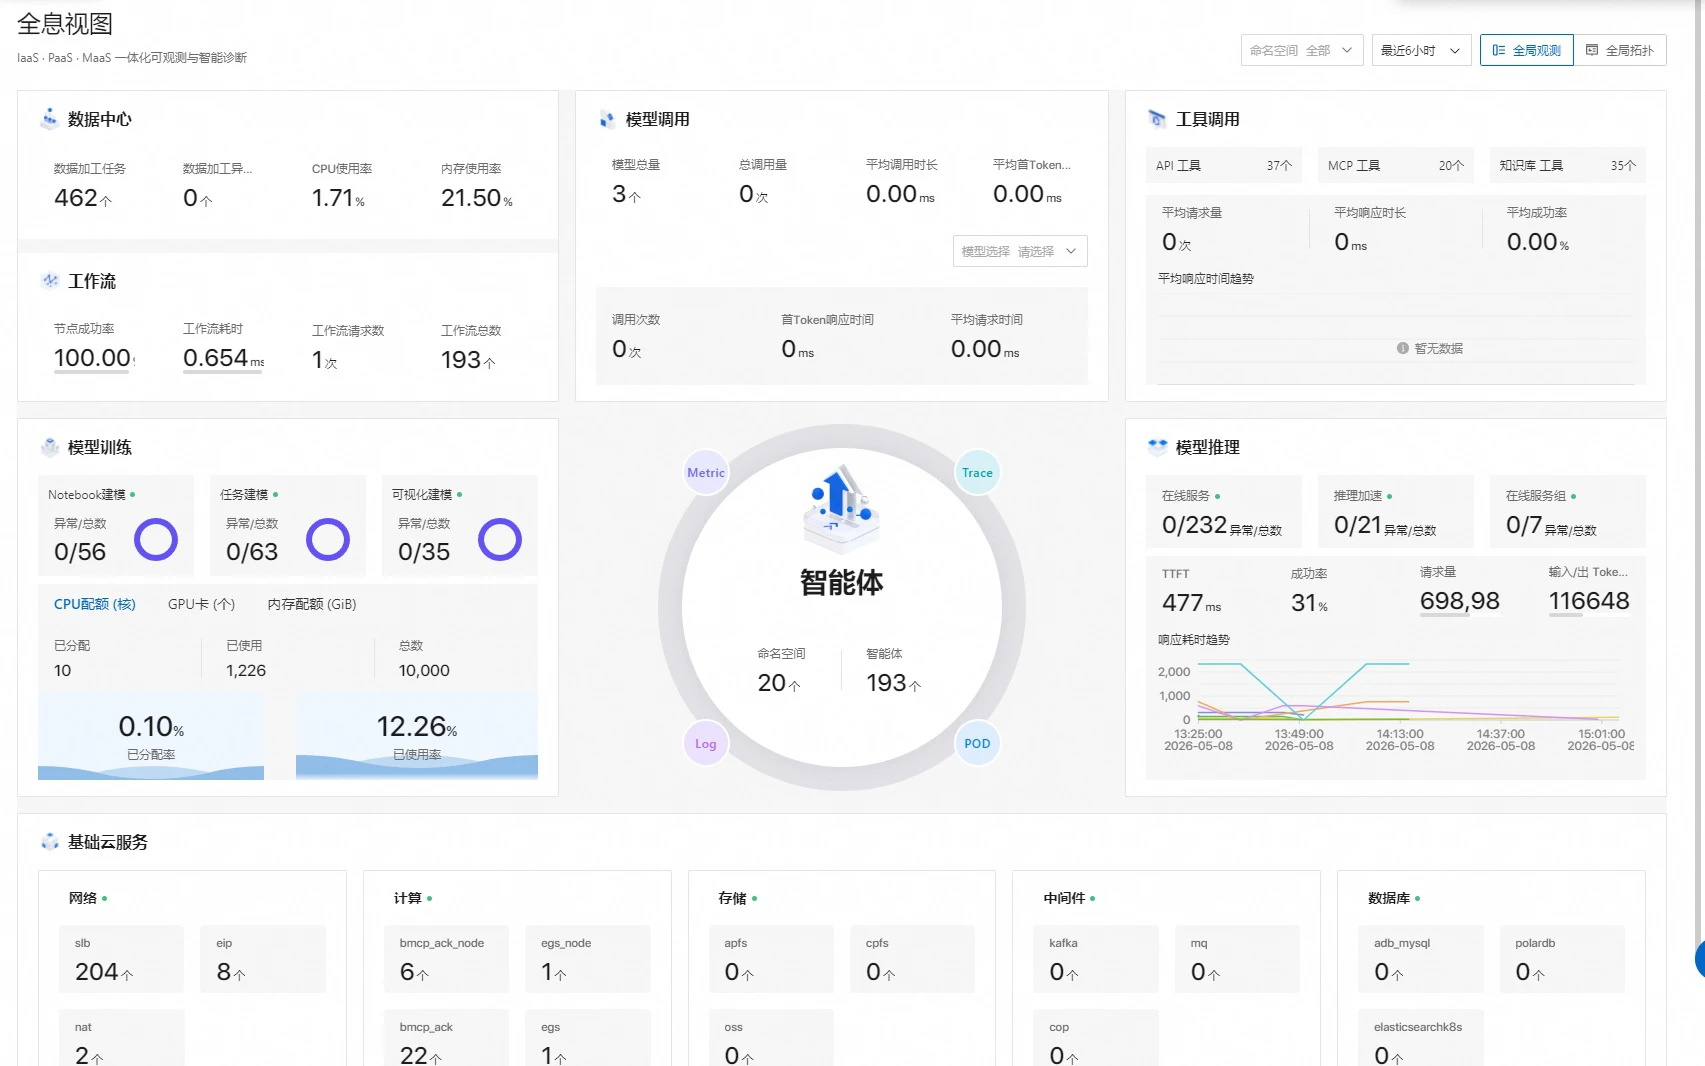 全息视图
IaaS · PaaS · MaaS 一体化可观测与智能诊断
命名空间 全部
最近6小时
全局观测
全局拓扑
数据中心
数据加工任务
462个
数据加工异...
0个
CPU使用率
1.71%
内存使用率
21.50%
工作流
节点成功率
100.00
工作流耗时
0.654ms
工作流请求数
1次
工作流总数
193个
模型调用
模型总量
3个
总调用量
0次
平均调用时长
0.00ms
平均首Token...
0.00ms
模型选择 请选择
调用次数
0次
首Token响应时间
0ms
平均请求时间
0.00ms
工具调用
API 工具 37个
MCP 工具 20个
知识库 工具 35个
平均请求量
0次
平均响应时长
0ms
平均成功率
0.00%
平均响应时间趋势
暂无数据
模型训练
Notebook建模
异常/总数
0/56
任务建模
异常/总数
0/63
可视化建模
异常/总数
0/35
CPU配额 (核)
GPU卡 (个)
内存配额 (GiB)
已分配
10
已使用
1,226
总数
10,000
0.10%
已分配率
12.26%
已使用率
Metric
Trace
Log
POD
智能体
命名空间
20个
智能体
193个
模型推理
在线服务
0/232异常/总数
推理加速
0/21异常/总数
在线服务组
0/7异常/总数
TTFT
477ms
成功率
31%
请求量
698,98
输入/出 Toke...
116648
响应耗时趋势
2,000
1,000
0
13:25:00
2026-05-08
13:49:00
2026-05-08
14:13:00
2026-05-08
14:37:00
2026-05-08
15:01:00
2026-05-08
基础云服务
网络
slb
204个
eip
8个
nat
2个
计算
bmcp_ack_node
6个
egs_node
1个
bmcp_ack
22个
egs
1个
存储
apfs
0个
cpfs
0个
oss
0个
中间件
kafka
0个
mq
0个
cop
0个
数据库
adb_mysql
0个
polardb
0个
elasticsearchk8s
0个